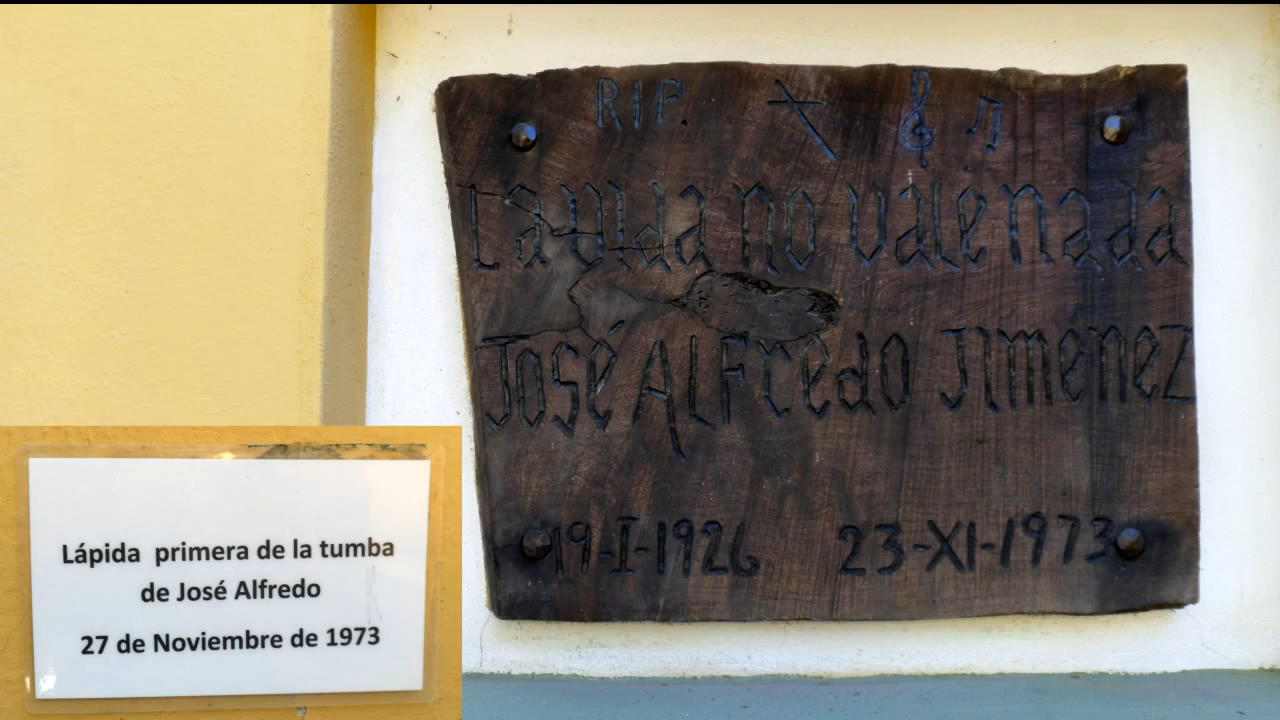 RIP.
La vida no vale nada
José Alfredo Jiménez
19-I-1926 23-XI-1973
Lápida primera de la tumba
de José Alfredo
27 de Noviembre de 1973